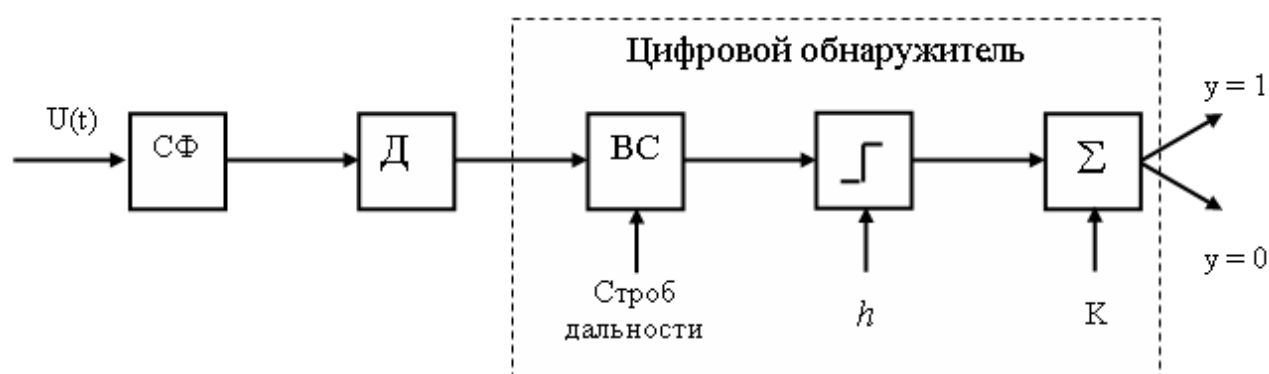 Цифровой обнаружитель
U(t)
СФ
Д
ВС
Σ
y = 1
y = 0
Строб
дальности
h
К